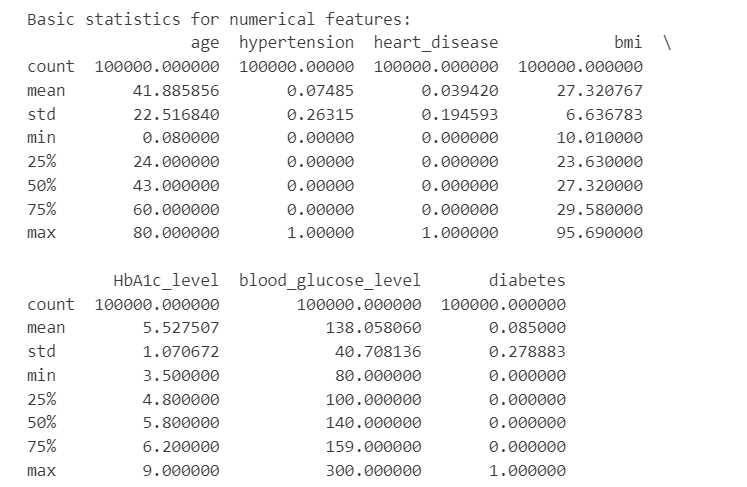 Basic statistics for numerical features:
age hypertension heart_disease bmi \
count 100000.000000 100000.00000 100000.000000 100000.000000
mean 41.885856 0.07485 0.039420 27.320767
std 22.516840 0.26315 0.194593 6.636783
min 0.080000 0.00000 0.000000 10.010000
25% 24.000000 0.00000 0.000000 23.630000
50% 43.000000 0.00000 0.000000 27.320000
75% 60.000000 0.00000 0.000000 29.580000
max 80.000000 1.00000 1.000000 95.690000
HbA1c_level blood_glucose_level diabetes
count 100000.000000 100000.000000 100000.000000
mean 5.527507 138.058060 0.085000
std 1.070672 40.708136 0.278883
min 3.500000 80.000000 0.000000
25% 4.800000 100.000000 0.000000
50% 5.800000 140.000000 0.000000
75% 6.200000 159.000000 0.000000
max 9.000000 300.000000 1.000000